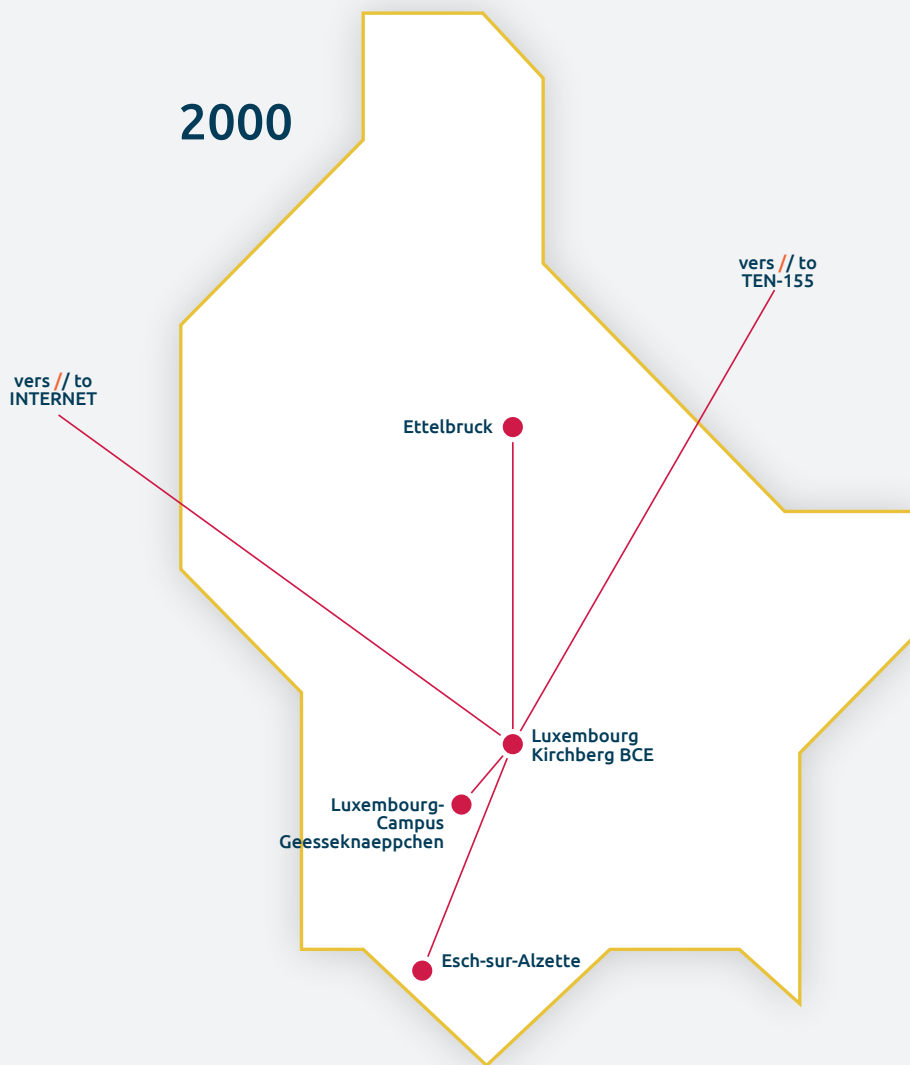 2000
vers // to
TEN-155
vers // to
INTERNET
Ettelbruck
Luxembourg
Kirchberg BCE
Luxembourg-
Campus
Geesseknaeppchen
Esch-sur-Alzette